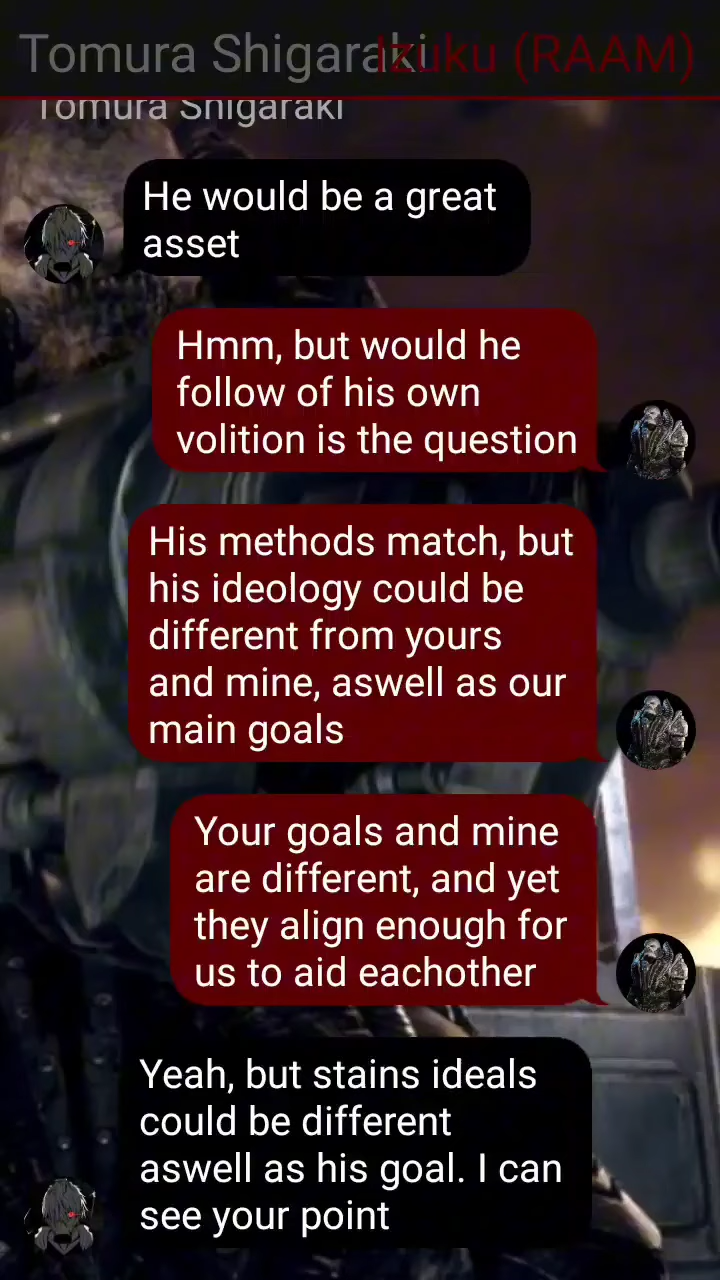 Tomura Shigaraki Izuku (RAAM)
Tomura Shigaraki
He would be a great
asset
Hmm, but would he
follow of his own
volition is the question
His methods match, but
his ideology could be
different from yours
and mine, aswell as our
main goals
Your goals and mine
are different, and yet
they align enough for
us to aid eachother
Yeah, but stains ideals
could be different
aswell as his goal. I can
see your point